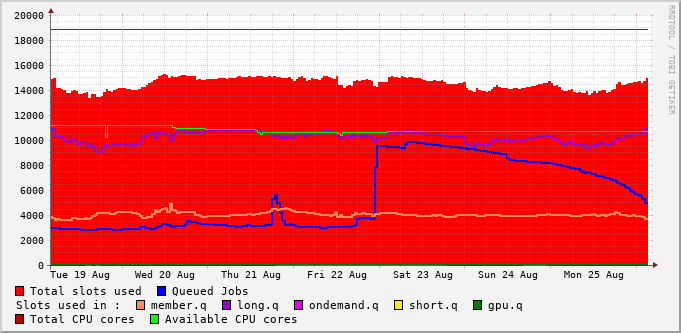 RRDTOOL / TOBI OETIKER
20000
18000
16000
14000
12000
10000
8000
6000
4000
2000
0
Tue 19 Aug Wed 20 Aug Thu 21 Aug Fri 22 Aug Sat 23 Aug Sun 24 Aug Mon 25 Aug
Total slots used Queued Jobs
Slots used in : member.q long.q ondemand.q short.q gpu.q
Total CPU cores Available CPU cores